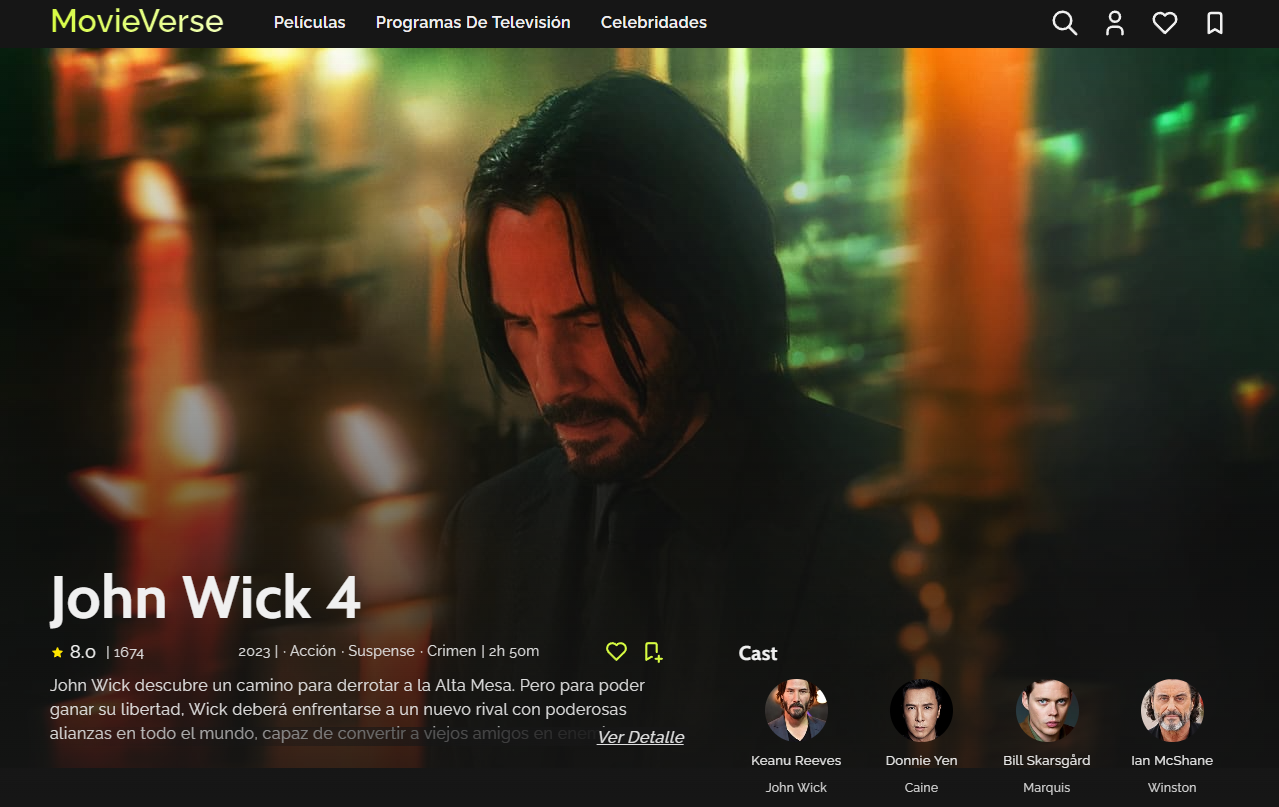 MovieVerse
Películas Programas De Televisión Celebridades
John Wick 4
8.0 | 1674 2023 | · Acción · Suspense · Crimen | 2h 50m
John Wick descubre un camino para derrotar a la Alta Mesa. Pero para poder
ganar su libertad, Wick deberá enfrentarse a un nuevo rival con poderosas
alianzas en todo el mundo, capaz de convertir a viejos amigos en
Ver Detalle
Cast
Keanu Reeves Donnie Yen Bill Skarsgård Ian McShane
John Wick Caine Marquis Winston